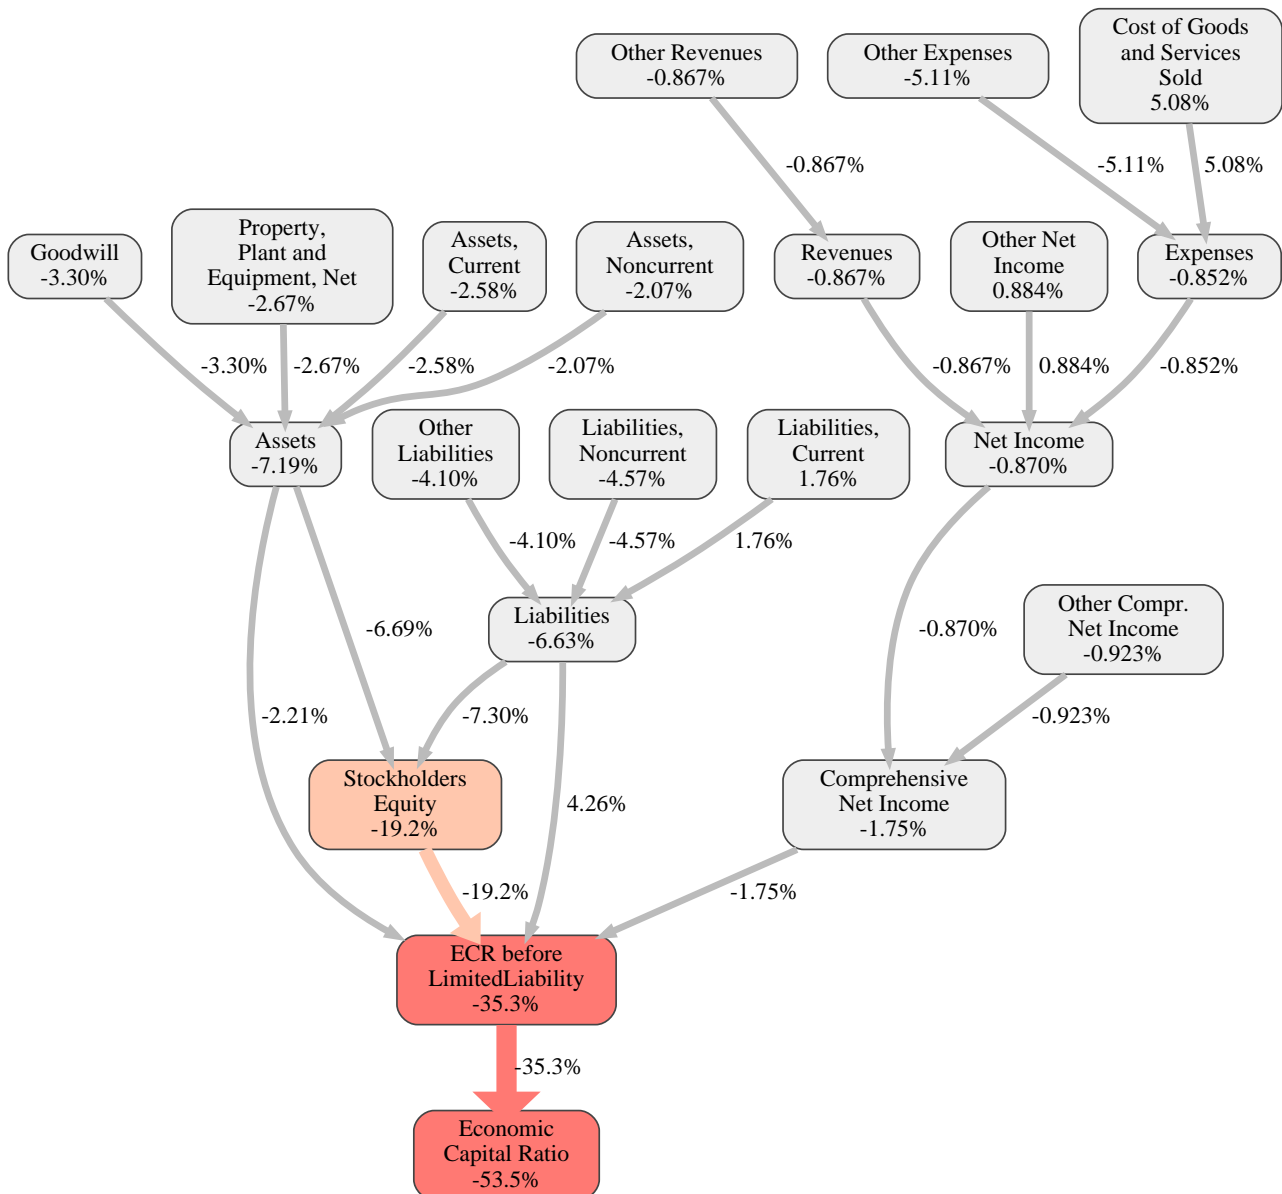 Other Revenues
-0.867%
Other Expenses
-5.11%
Cost of Goods
and Services
Sold
5.08%
-0.867%
-5.11%
5.08%
Goodwill
-3.30%
Property,
Plant and
Equipment, Net
-2.67%
Assets,
Current
-2.58%
Assets,
Noncurrent
-2.07%
Revenues
-0.867%
Other Net
Income
0.884%
Expenses
-0.852%
-3.30%
-2.67%
-2.58%
-2.07%
-0.867%
0.884%
-0.852%
Assets
-7.19%
Other
Liabilities
-4.10%
Liabilities,
Noncurrent
-4.57%
Liabilities,
Current
1.76%
Net Income
-0.870%
-4.10%
-4.57%
1.76%
Liabilities
-6.63%
-6.69%
-0.870%
Other Compr.
Net Income
-0.923%
-2.21%
-7.30%
-0.923%
Stockholders
Equity
-19.2%
4.26%
Comprehensive
Net Income
-1.75%
-19.2%
-1.75%
ECR before
LimitedLiability
-35.3%
-35.3%
Economic
Capital Ratio
-53.5%